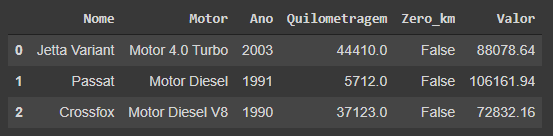 Nome Motor Ano Quilometragem Zero_km Valor
0 Jetta Variant Motor 4.0 Turbo 2003 44410.0 False 88078.64
1 Passat Motor Diesel 1991 5712.0 False 106161.94
2 Crossfox Motor Diesel V8 1990 37123.0 False 72832.16